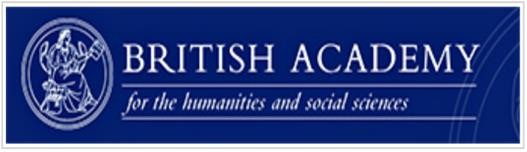 BRITISH ACADEMY
for the humanities and social sciences